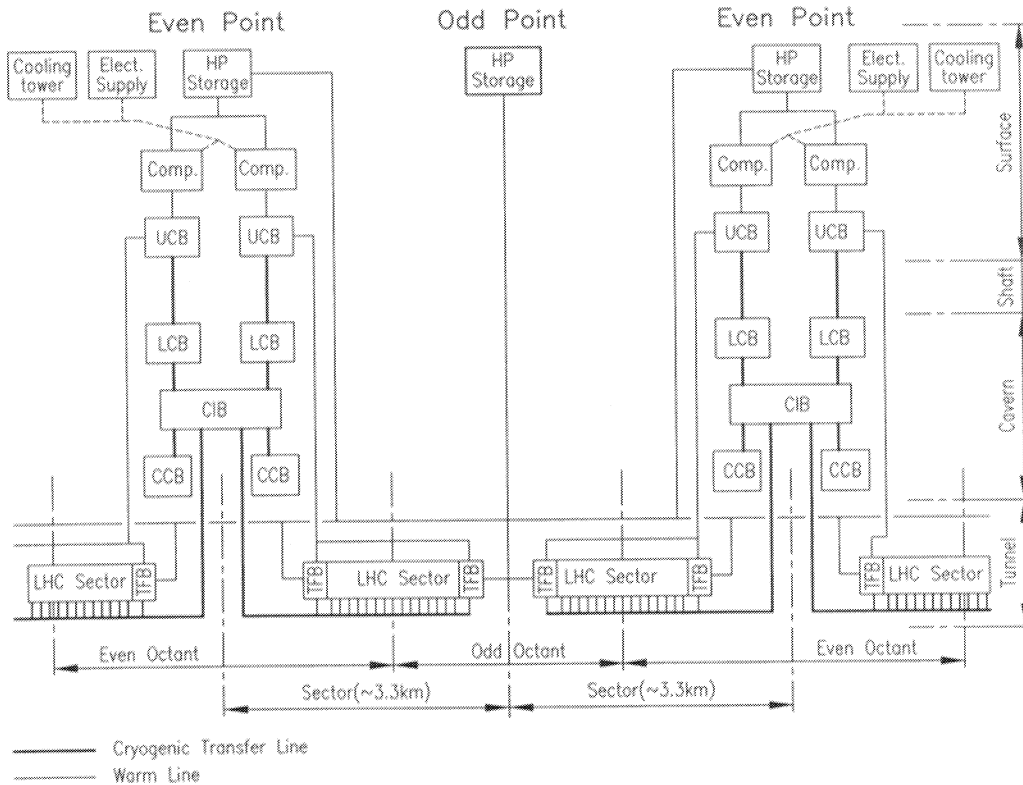 Even Point
Odd Point
Even Point
Cooling
tower
Elect.
Supply
HP
Storage
HP
Storage
HP
Storage
Elect.
Supply
Cooling
tower
Surface
Comp.
Comp.
Comp.
Comp.
UCB
UCB
UCB
UCB
Shaft
LCB
LCB
LCB
LCB
CIB
CIB
Cavern
CCB
CCB
CCB
CCB
Tunnel
LHC Sector
TFB
TFB
LHC Sector
TFB
TFB
LHC Sector
TFB
TFB
LHC Sector
Even Octant
Odd Octant
Even Octant
Sector(~3.3km)
Sector(~3.3km)
Cryogenic Transfer Line
Warm Line